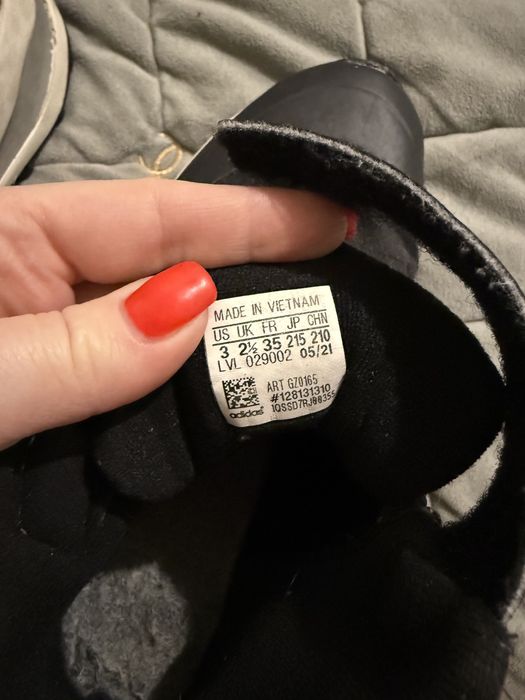 MADE IN VIETNAM
US UK FR JP CHN
3 2½ 35 215 210
LVL 029002 05/21
ART GZ0165
#128131310
adidas